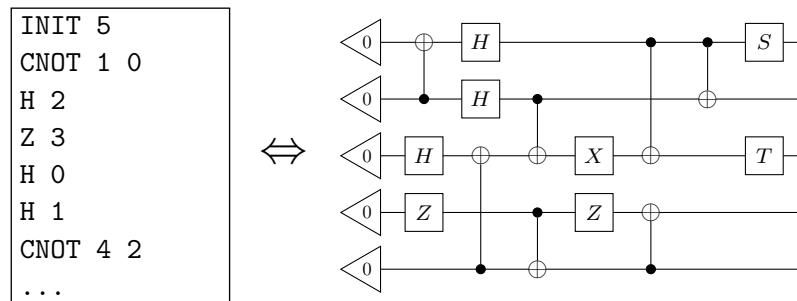 INIT 5
CNOT 1 0
H 2
Z 3
H 0
H 1
CNOT 4 2
...
⇔
0 H S
0 H
0 H X T
0 Z Z
0